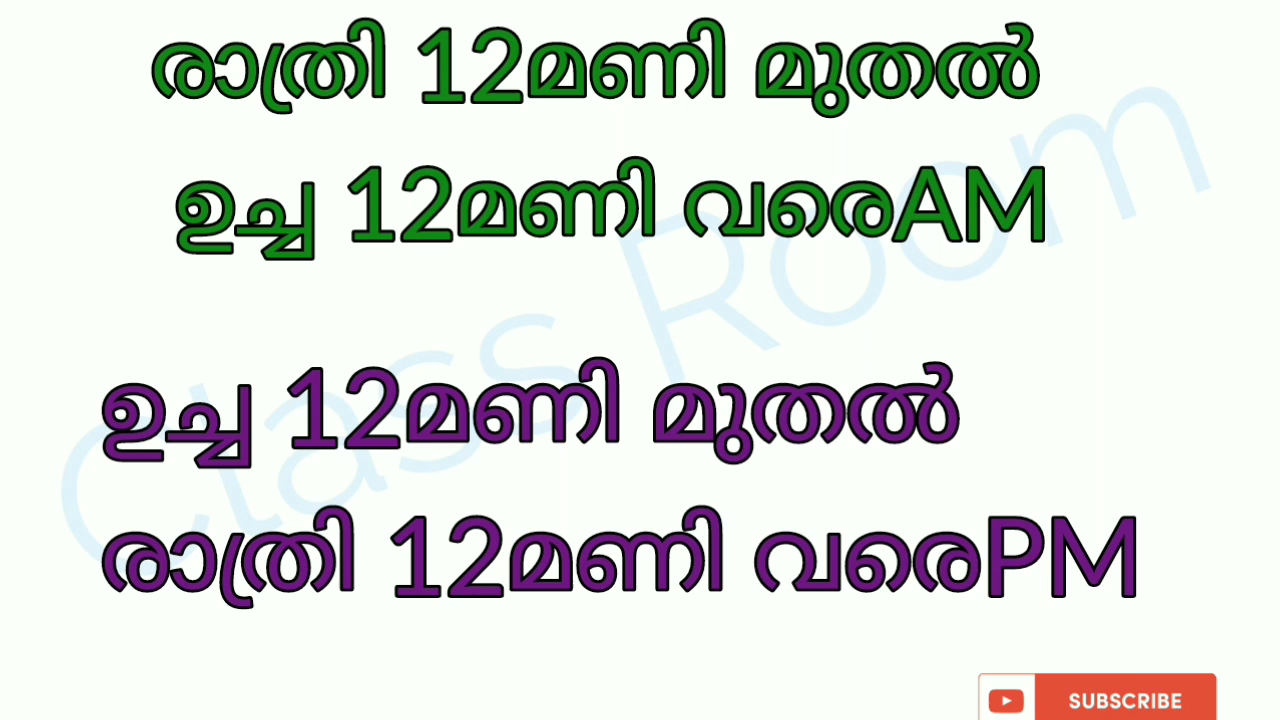 രാത്രി 12മണി മുതൽ
ഉച്ച 12മണി വരെAM
ഉച്ച 12മണി മുതൽ
രാത്രി 12മണി വരെPM
Class Room
SUBSCRIBE